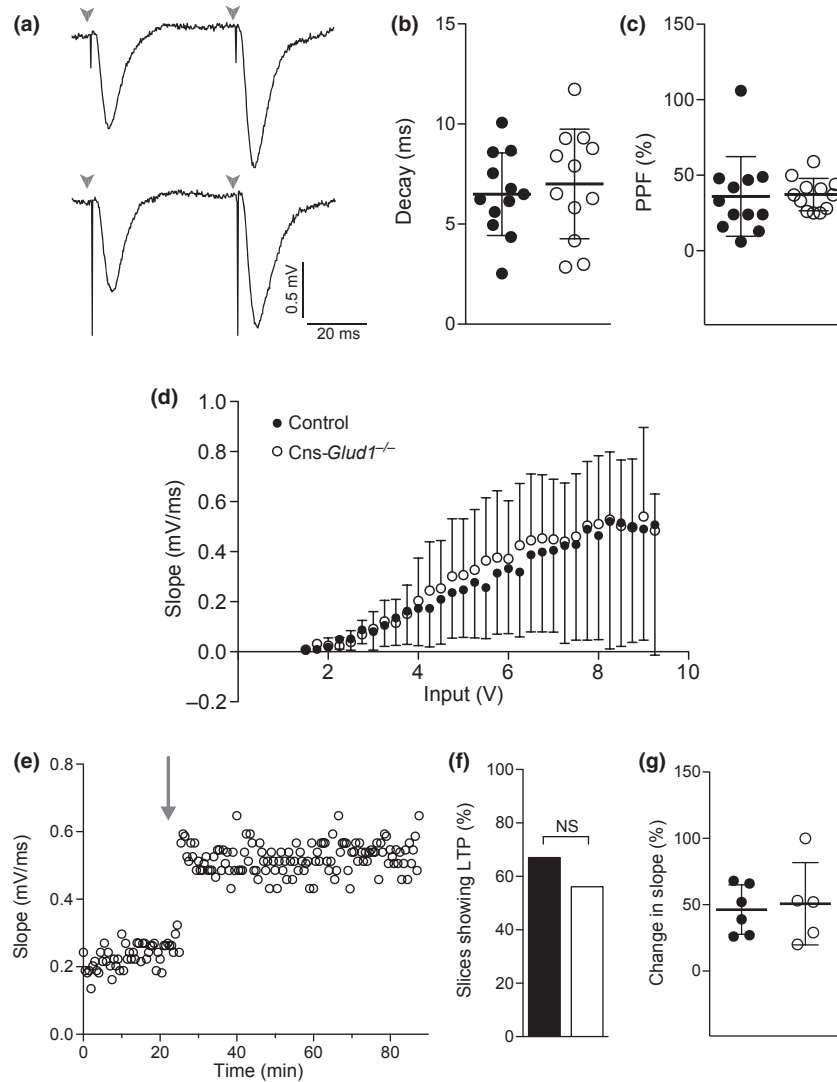 (a)
0.5 mV
20 ms
(b)
Decay (ms)
15
10
5
0
(c)
PPF (%)
150
100
50
0
(d)
Slope (mV/ms)
1.0
0.8
0.6
0.4
0.2
0.0
–0.2
Control
Cns-Glud1–/–
2 4 6 8 10
Input (V)
(e)
Slope (mV/ms)
0.8
0.6
0.4
0.2
0.0
0 20 40 60 80
Time (min)
(f)
Slices showing LTP (%)
100
80
60
40
20
0
NS
(g)
Change in slope (%)
150
100
50
0